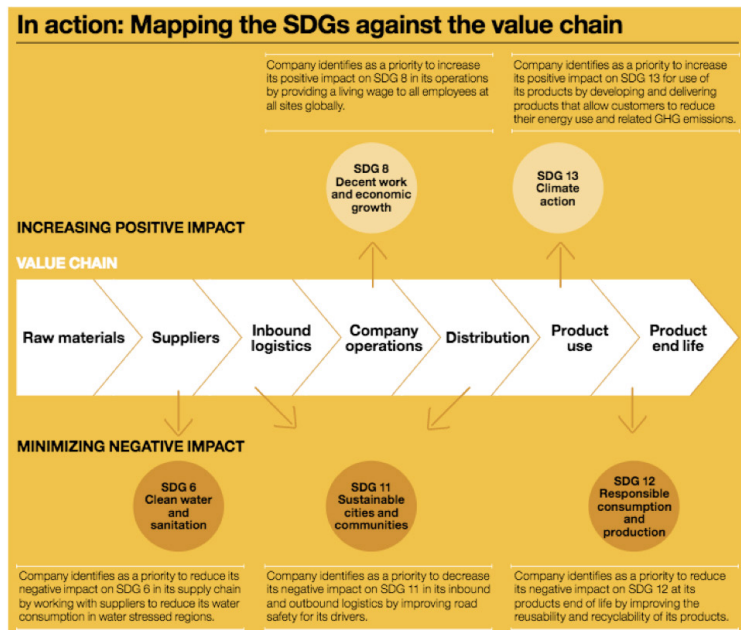 In action: Mapping the SDGs against the value chain
Company identifies as a priority to increase
its positive impact on SDG 8 in its operations
by providing a living wage to all employees at
all sites globally.
Company identifies as a priority to increase
its positive impact on SDG 13 for use of
its products by developing and delivering
products that allow customers to reduce
their energy use and related GHG emissions.
SDG 8
Decent work
and economic
growth
SDG 13
Climate
action
INCREASING POSITIVE IMPACT
VALUE CHAIN
Raw materials
Suppliers
Inbound
logistics
Company
operations
Distribution
Product
use
Product
end life
MINIMIZING NEGATIVE IMPACT
SDG 6
Clean water
and
sanitation
SDG 11
Sustainable
cities and
communities
SDG 12
Responsible
consumption
and
production
Company identifies as a priority to reduce its
negative impact on SDG 6 in its supply chain
by working with suppliers to reduce its water
consumption in water stressed regions.
Company identifies as a priority to decrease
its negative impact on SDG 11 in its inbound
and outbound logistics by improving road
safety for its drivers.
Company identifies as a priority to reduce
its negative impact on SDG 12 at its
products end of life by improving the
reusability and recyclability of its products.